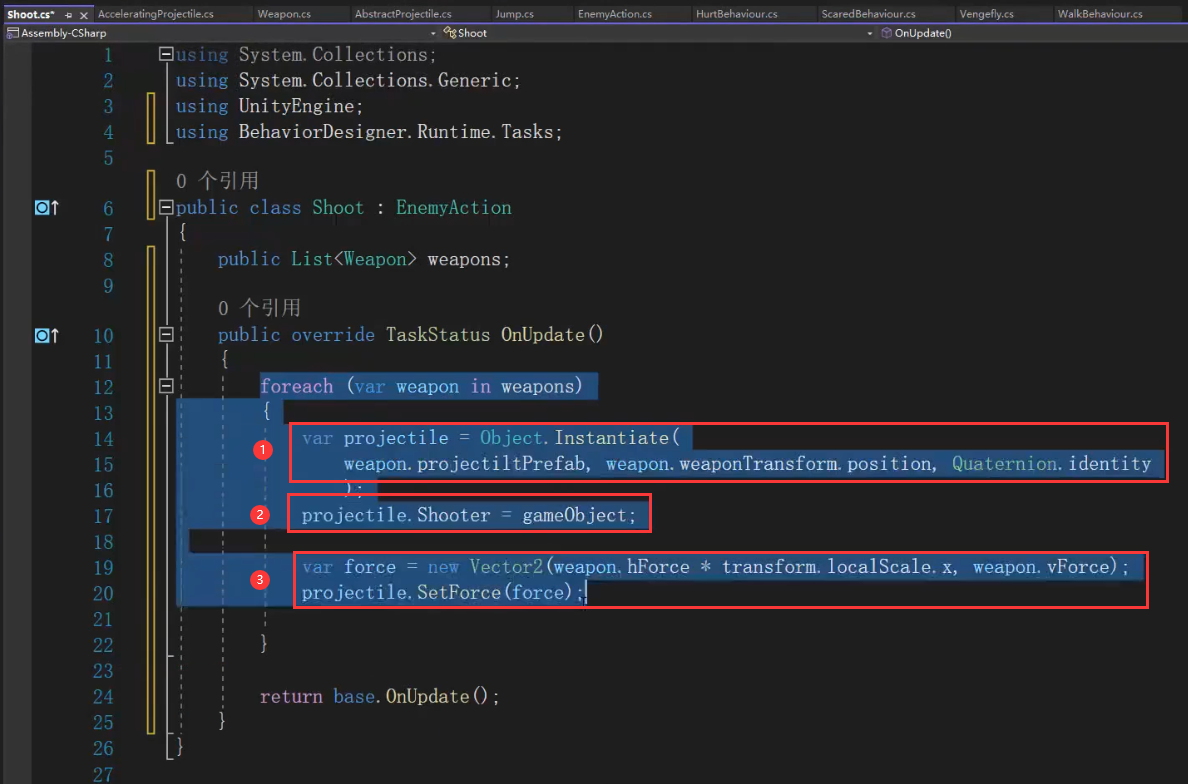 Shoot.cs* AcceleratingProjectile.cs Weapon.cs AbstractProjectile.cs Jump.cs EnemyAction.cs HurtBehaviour.cs ScaredBehaviour.cs Vengefly.cs WalkBehaviour.cs
Assembly-CSharp Shoot OnUpdate()
1 using System.Collections;
2 using System.Collections.Generic;
3 using UnityEngine;
4 using BehaviorDesigner.Runtime.Tasks;
5
0 个引用
6 public class Shoot : EnemyAction
7 {
8 public List<Weapon> weapons;
9
0 个引用
10 public override TaskStatus OnUpdate()
11 {
12 foreach (var weapon in weapons)
13 {
14 var projectile = Object.Instantiate(
1
15 weapon.projectiltPrefab, weapon.weaponTransform.position, Quaternion.identity
16 );
2
17 projectile.Shooter = gameObject;
18
19 var force = new Vector2(weapon.hForce * transform.localScale.x, weapon.vForce);
3
20 projectile.SetForce(force);
21
22 }
23
24 return base.OnUpdate();
25 }
26 }
27